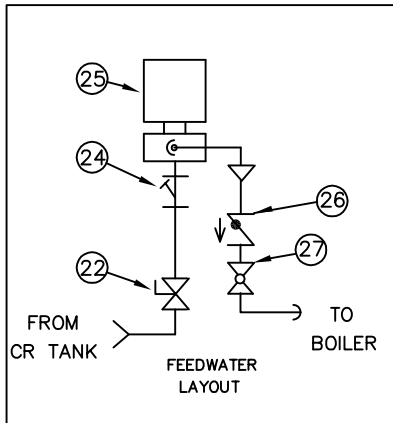 25
24
26
27
22
FROM
CR TANK
TO
BOILER
FEEDWATER
LAYOUT